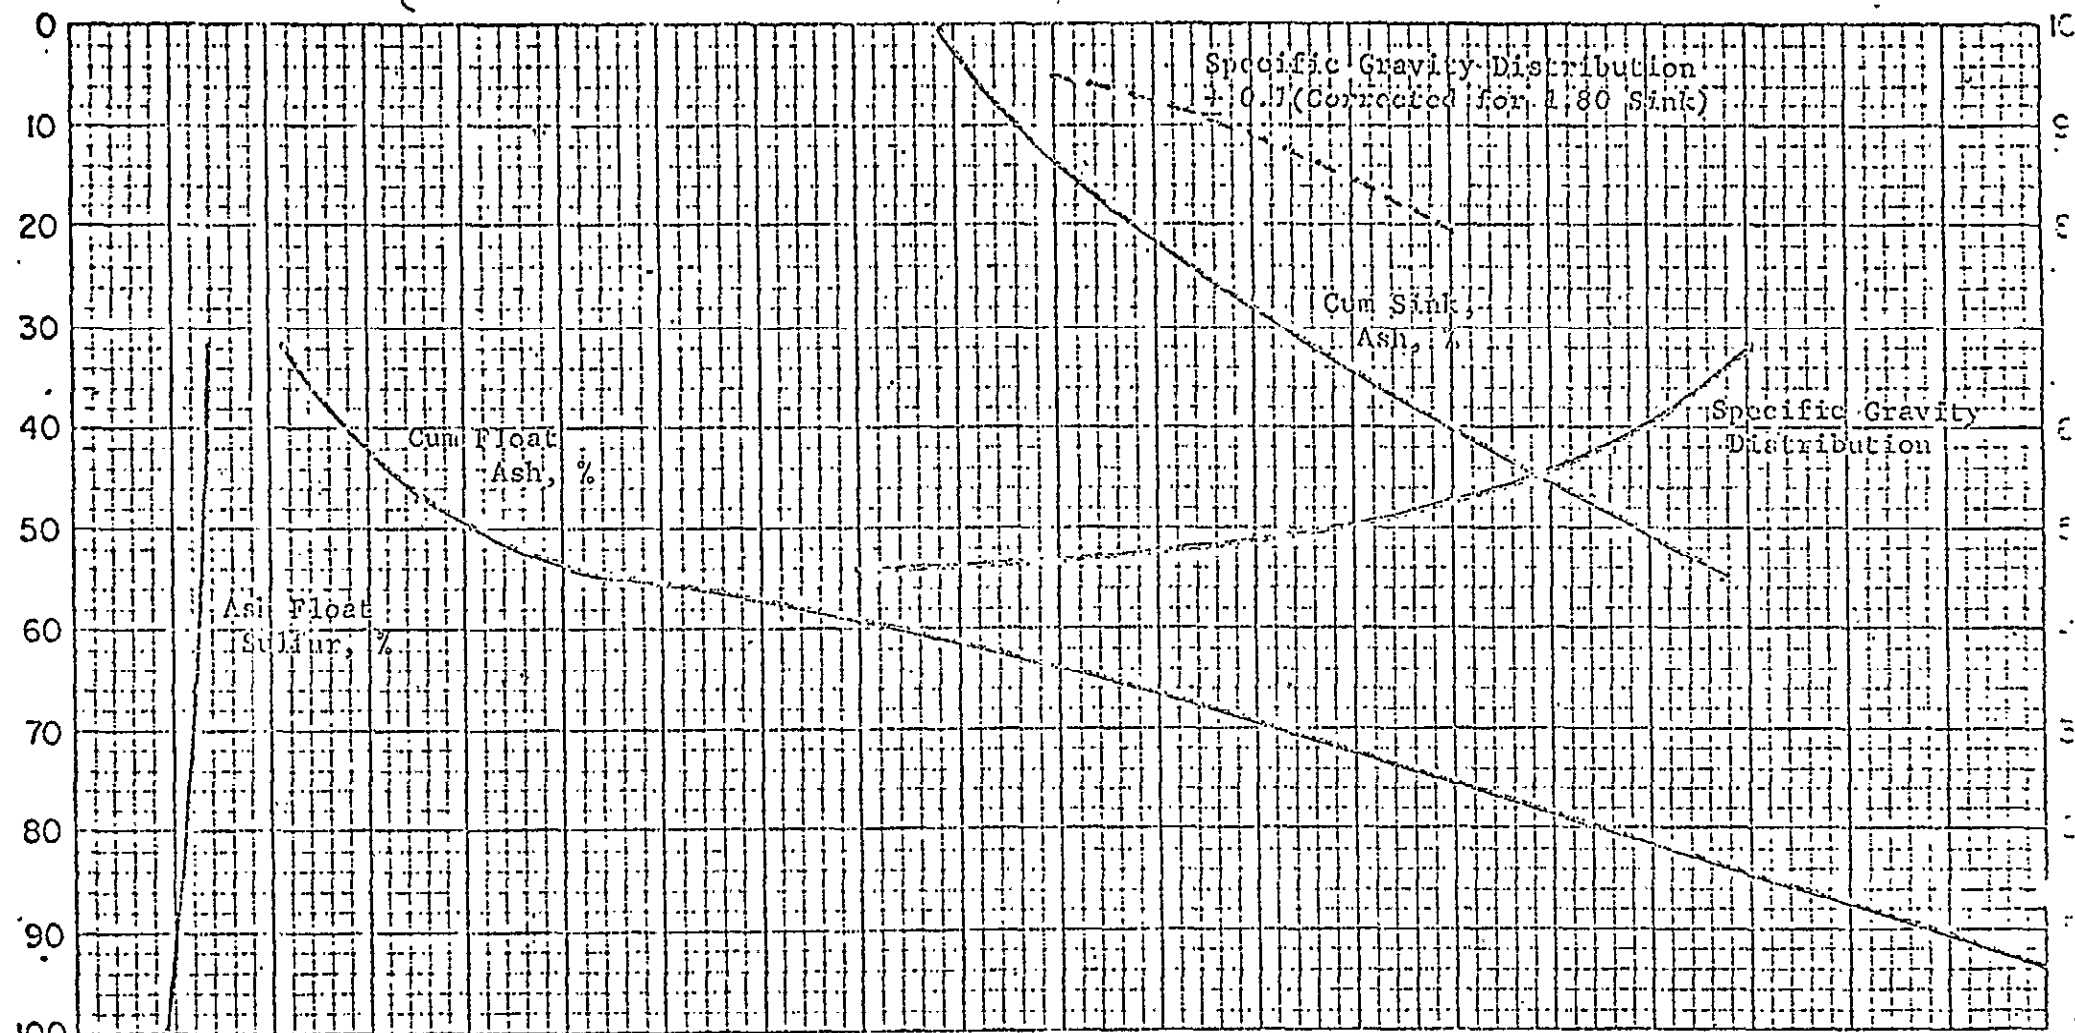 0
10
20
30
40
50
60
70
80
90
100
Specific Gravity Distribution
+ 0.1(Corrected for 1.80 Sink)
Cum Sink,
Ash, %
Specific Gravity
Distribution
Cum Float
Ash, %
Ash Float
Sulfur, %